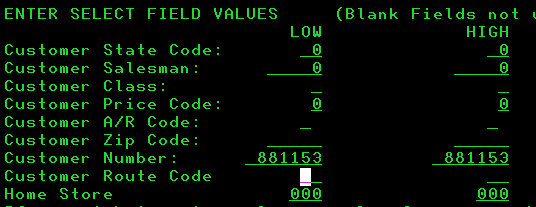 ENTER SELECT FIELD VALUES (Blank Fields not
LOW HIGH
Customer State Code: 0 0
Customer Salesman: 0 0
Customer Class:
Customer Price Code: 0 0
Customer A/R Code:
Customer Zip Code:
Customer Number: 881153 881153
Customer Route Code
Home Store 000 000